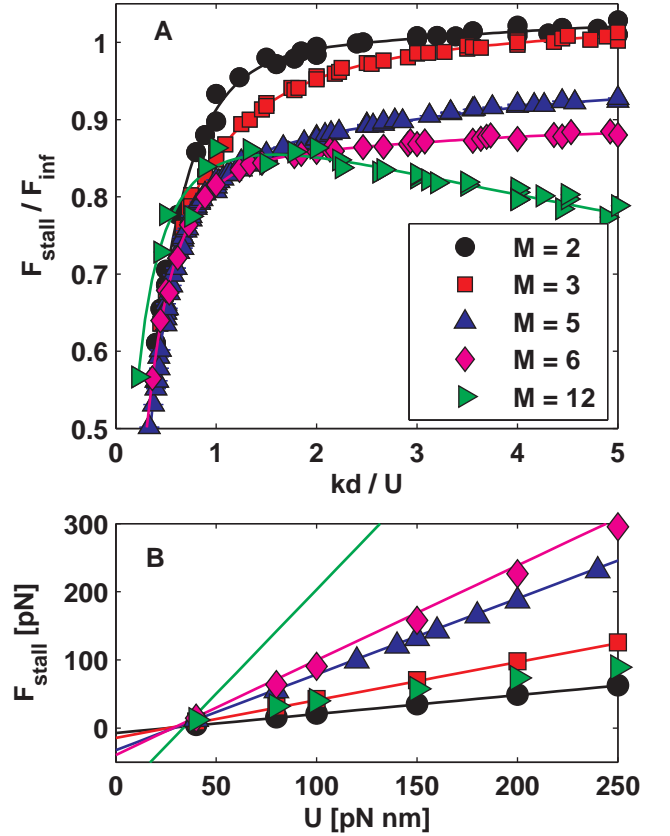 A
F_stall / F_inf
1
0.9
0.8
0.7
0.6
0.5
M = 2
M = 3
M = 5
M = 6
M = 12
0 1 2 3 4 5
kd / U
B
F_stall [pN]
300
200
100
0
0 50 100 150 200 250
U [pN nm]